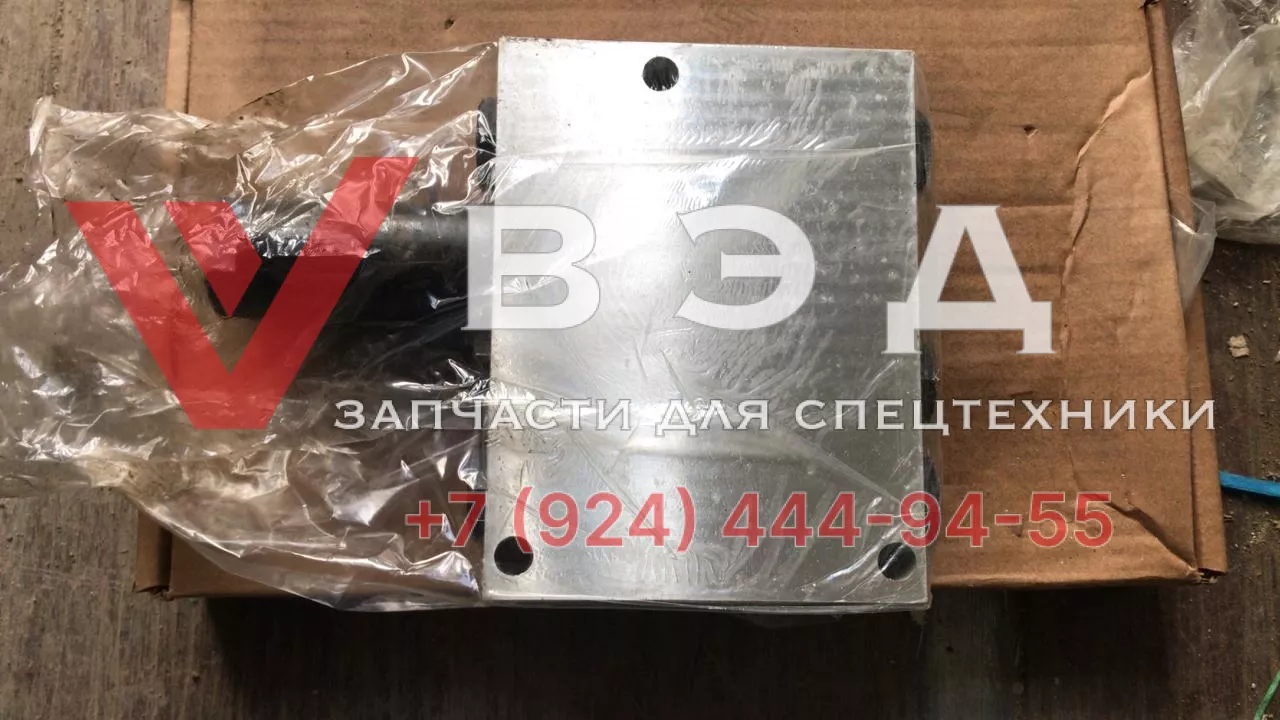 ВЭД
ЗАПЧАСТИ ДЛЯ СПЕЦТЕХНИКИ
+7 (924) 444-94-55